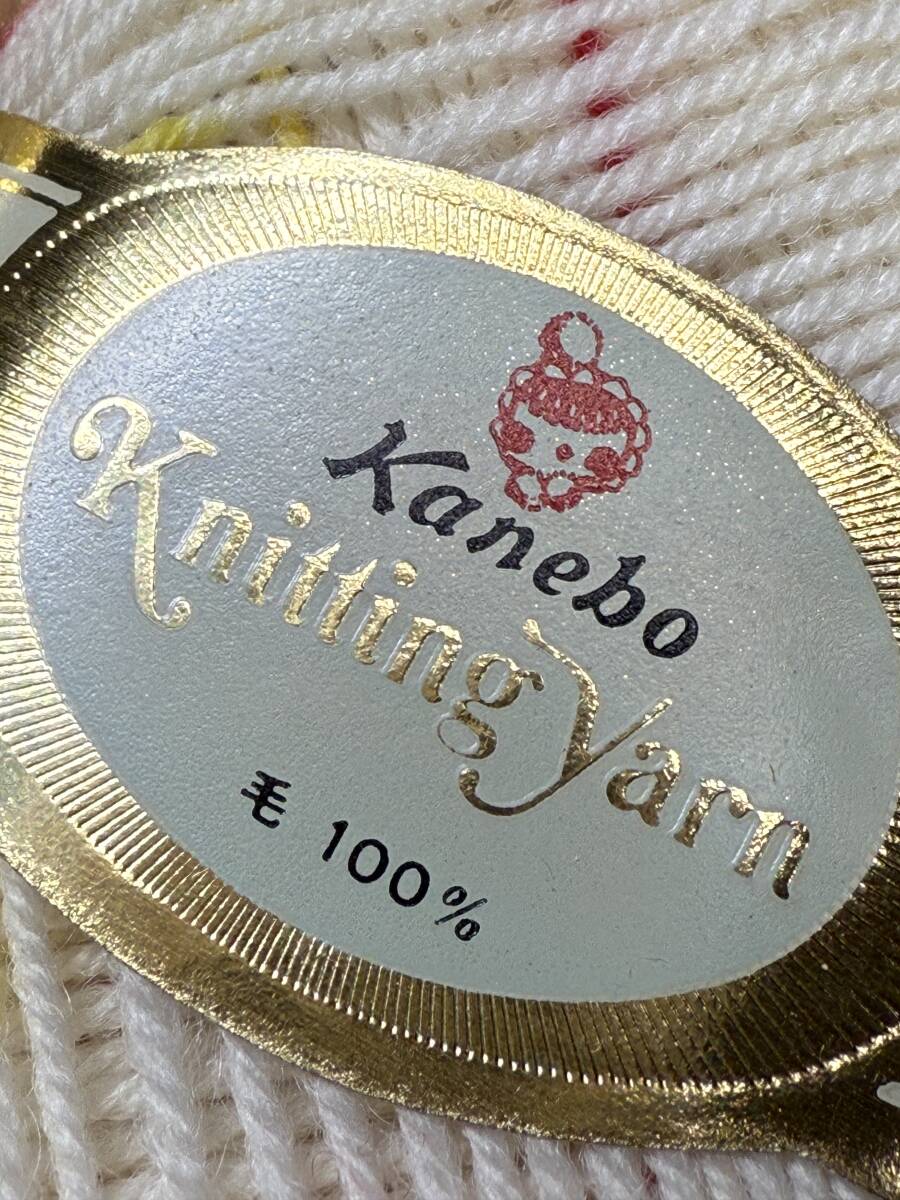 Kanebo
Knitting Yarn
毛 100%